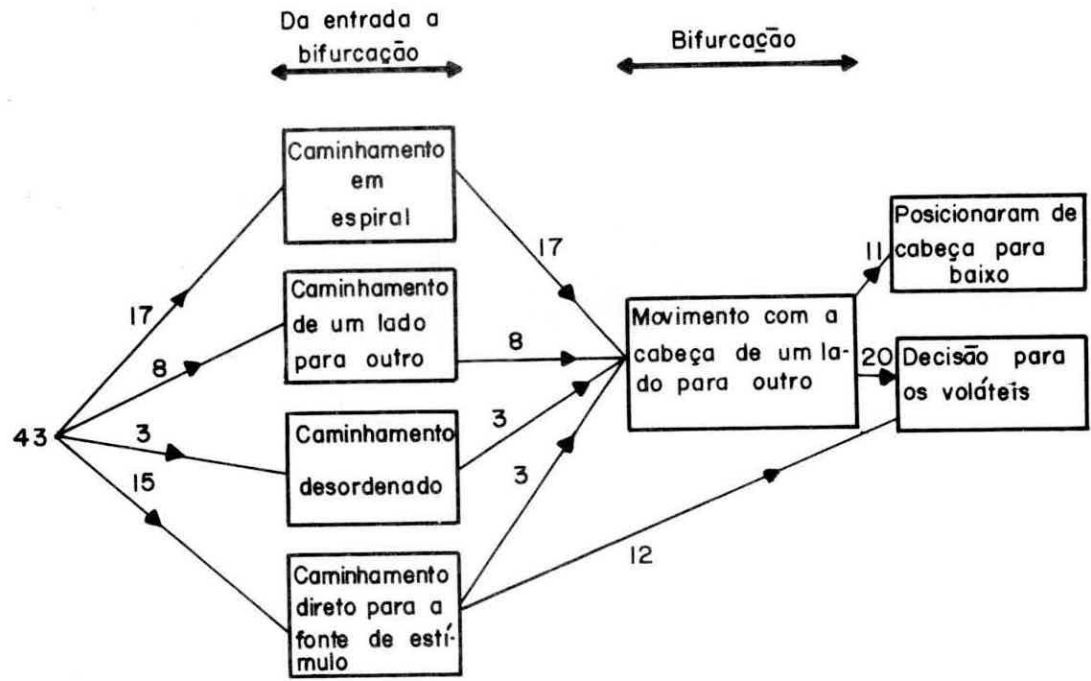 Da entrada a
bifurcação
Bifurcação
Caminhamento
em
espiral
Caminhamento
de um lado
para outro
Caminhamento
desordenado
Caminhamento
direto para a
fonte de estí-
mulo
Movimento com a
cabeça de um la-
do para outro
Posicionaram de
cabeça para
baixo
Decisão para
os voláteis
43
17
8
3
15
17
8
3
3
12
11
20